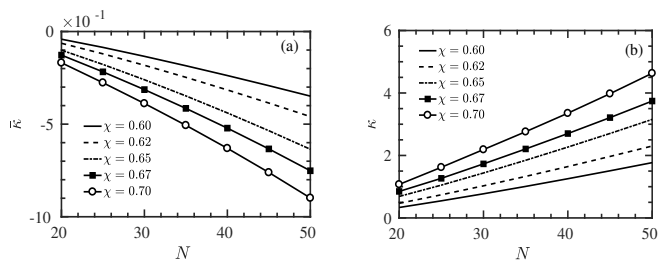 ×10 -1
(a)
0
-5
-10
κ̄
χ = 0.60
χ = 0.62
χ = 0.65
χ = 0.67
χ = 0.70
20
30
40
50
N
(b)
6
4
2
0
κ
χ = 0.60
χ = 0.62
χ = 0.65
χ = 0.67
χ = 0.70
20
30
40
50
N